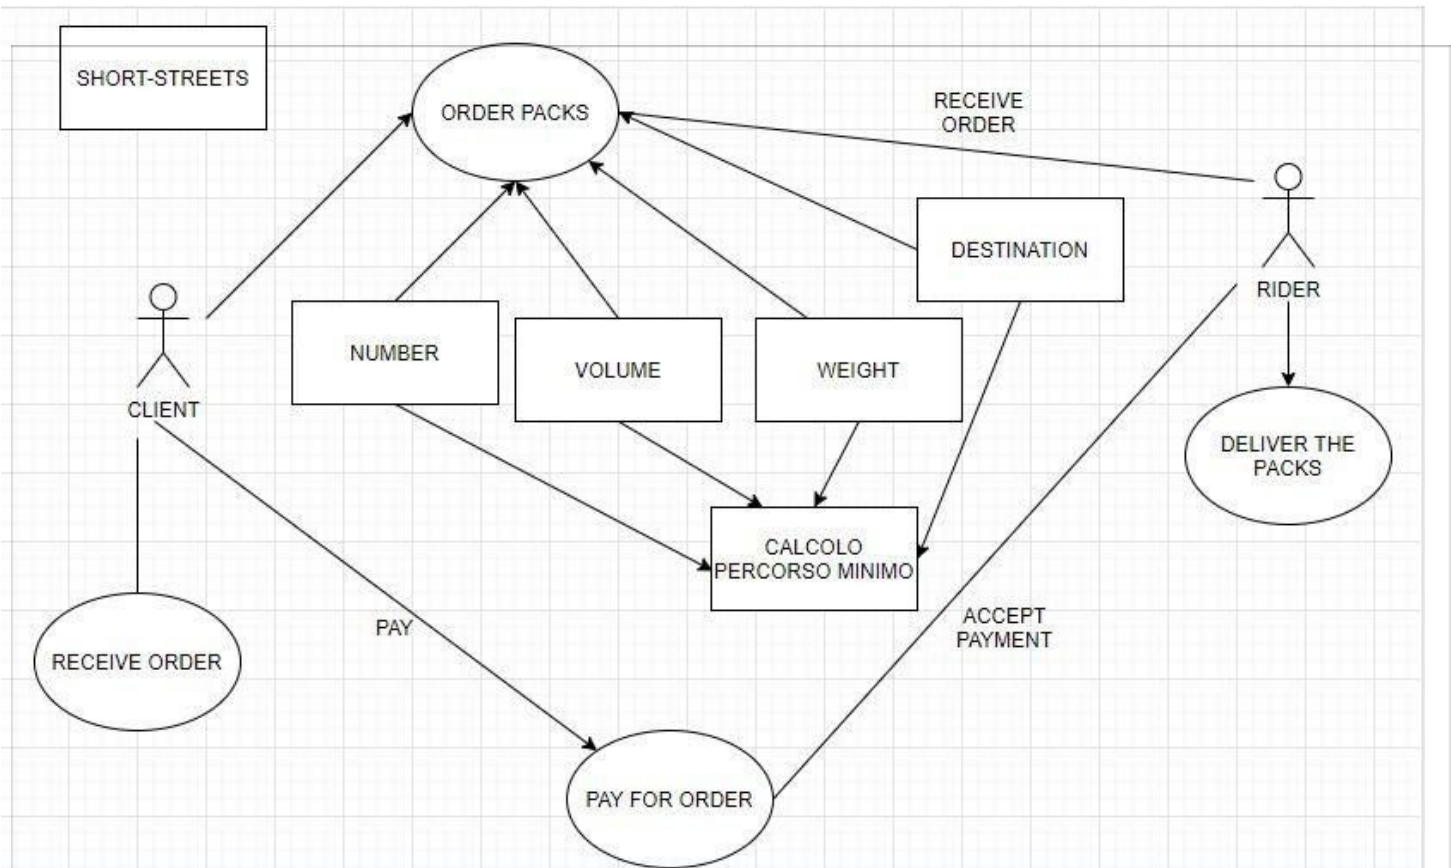 SHORT-STREETS
ORDER PACKS
RECEIVE
ORDER
DESTINATION
RIDER
NUMBER
VOLUME
WEIGHT
CLIENT
DELIVER THE
PACKS
CALCOLO
PERCORSO MINIMO
ACCEPT
PAYMENT
PAY
RECEIVE ORDER
PAY FOR ORDER